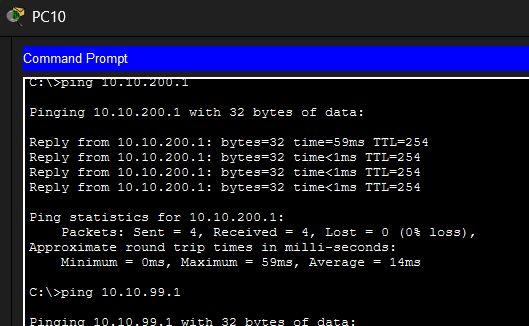 PC10
Command Prompt
C:\>ping 10.10.200.1
Pinging 10.10.200.1 with 32 bytes of data:
Reply from 10.10.200.1: bytes=32 time=59ms TTL=254
Reply from 10.10.200.1: bytes=32 time<1ms TTL=254
Reply from 10.10.200.1: bytes=32 time<1ms TTL=254
Reply from 10.10.200.1: bytes=32 time<1ms TTL=254
Ping statistics for 10.10.200.1:
    Packets: Sent = 4, Received = 4, Lost = 0 (0% loss),
Approximate round trip times in milli-seconds:
    Minimum = 0ms, Maximum = 59ms, Average = 14ms
C:\>ping 10.10.99.1
Pinging 10.10.99.1 with 32 bytes of data: